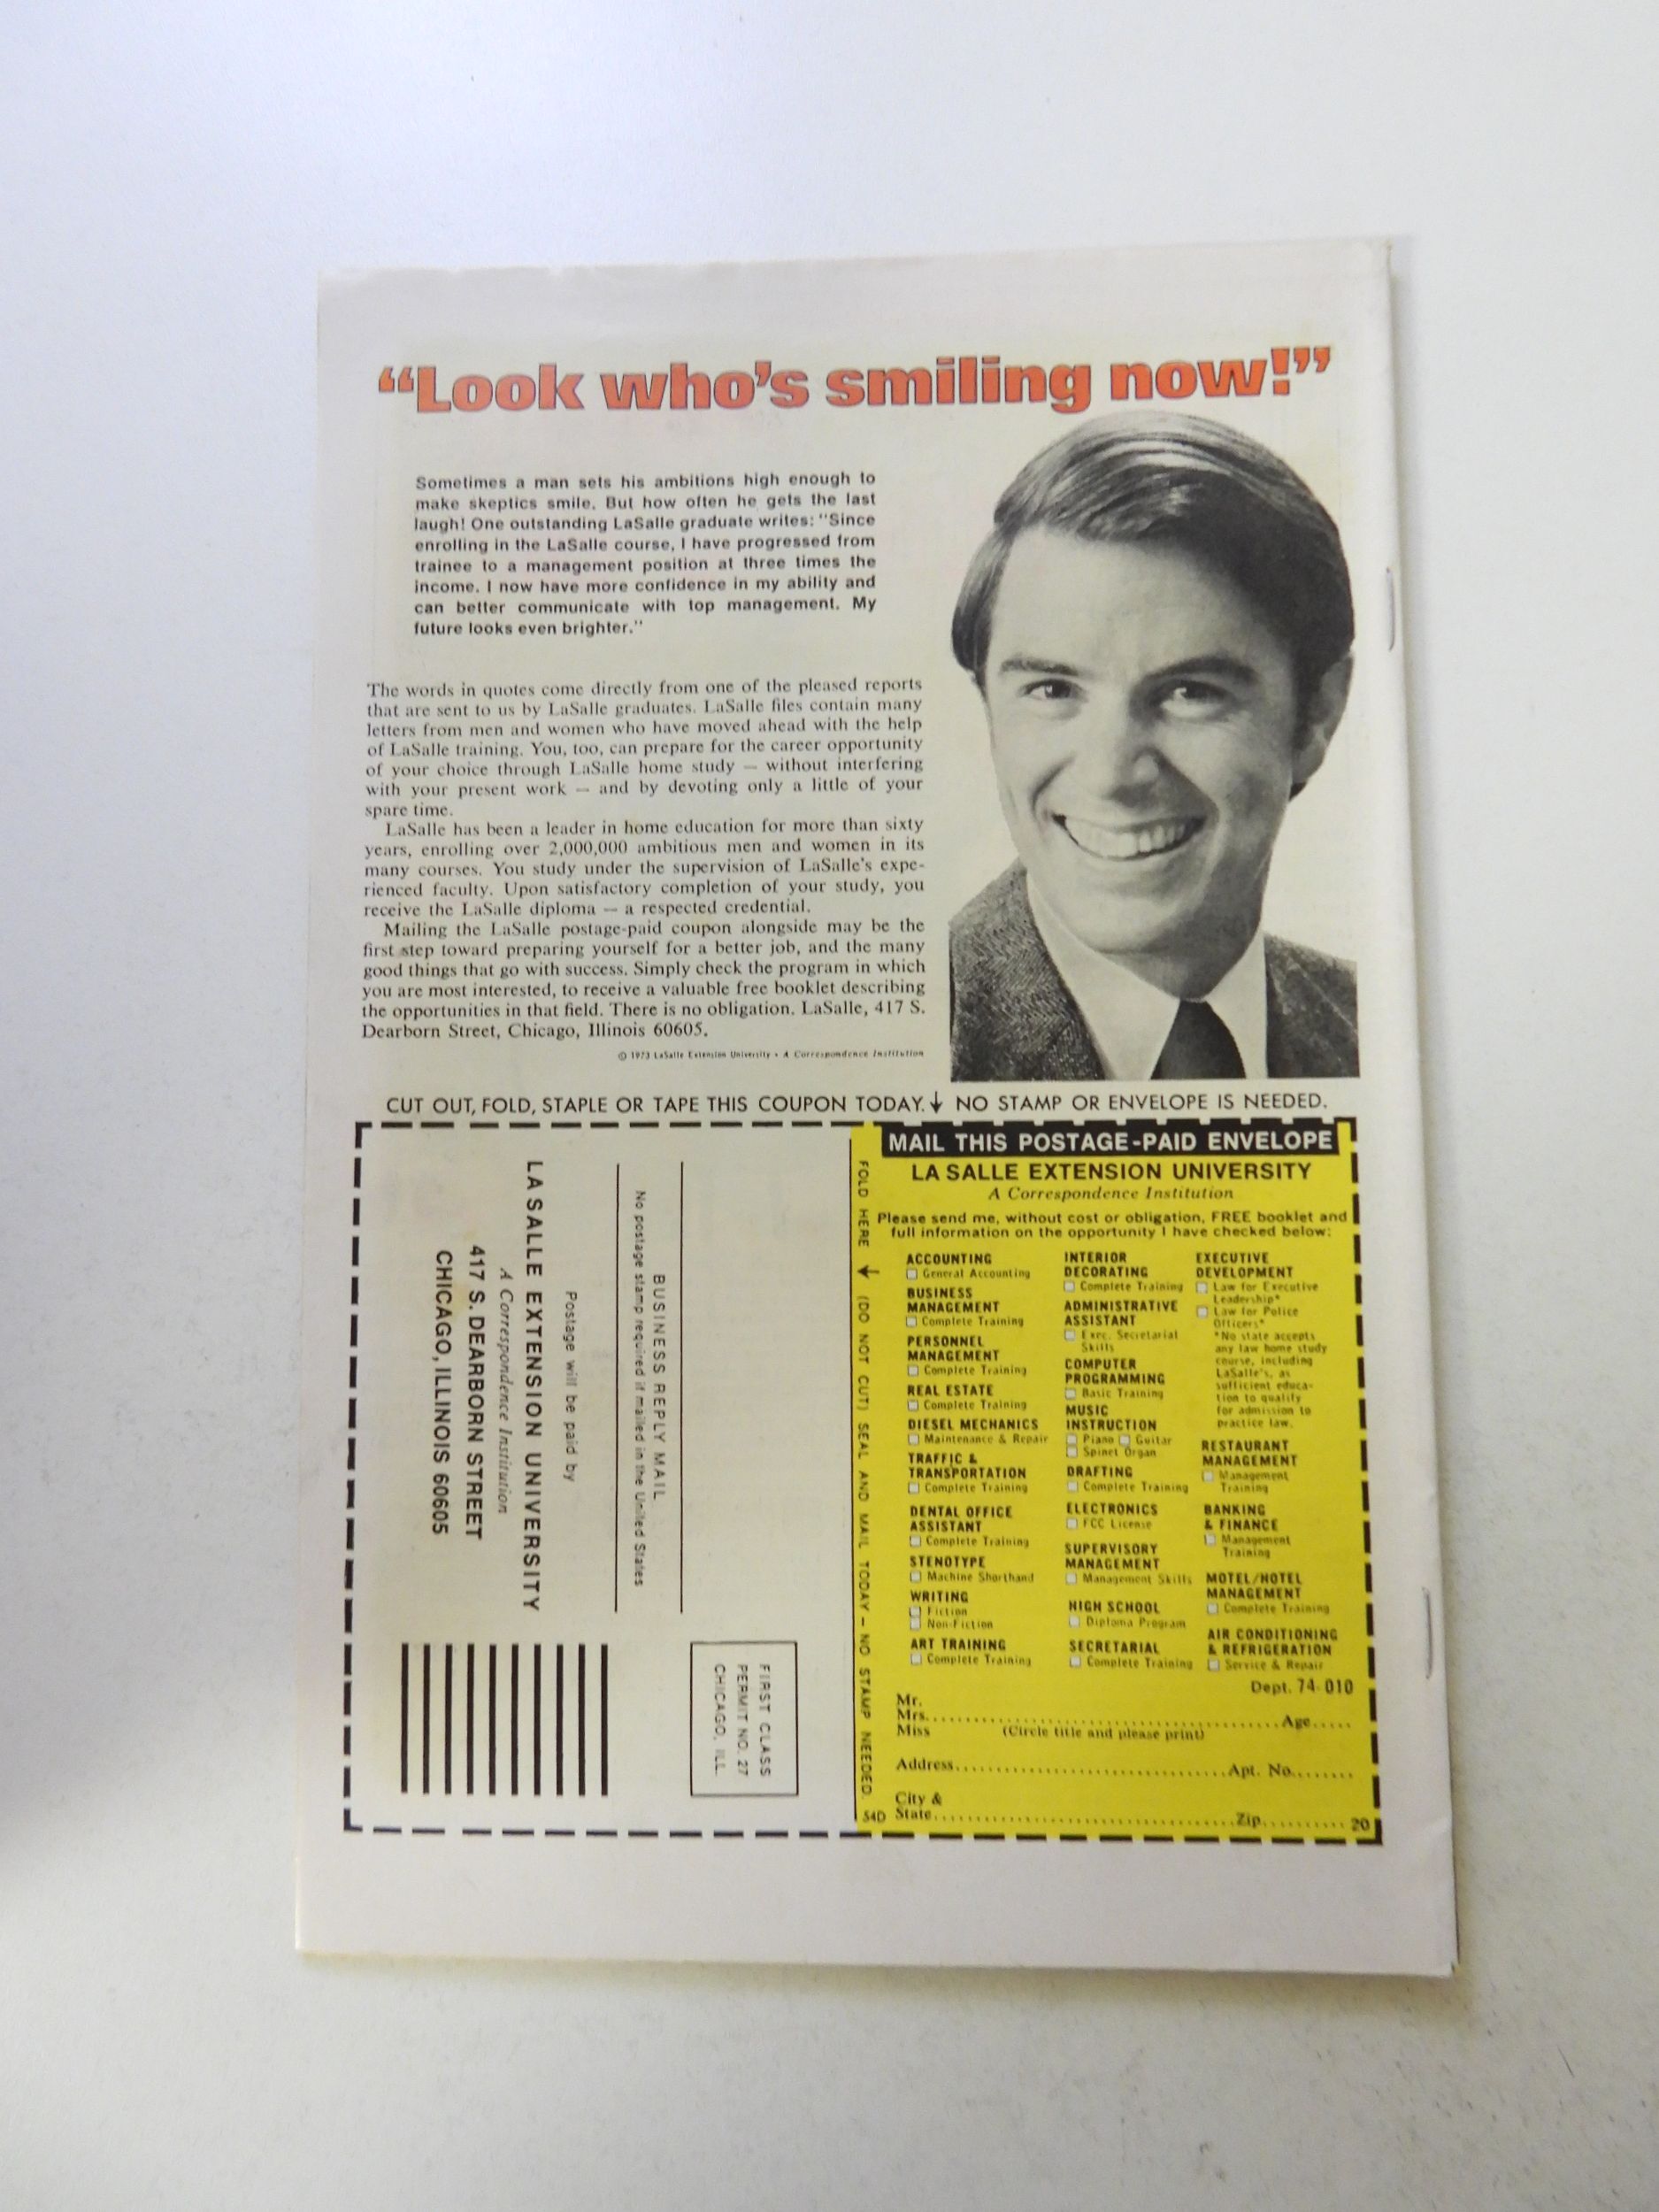 “Look who’s smiling now!”
Sometimes a man sets his ambitions high enough to
make skeptics smile. But how often he gets the last
laugh! One outstanding LaSalle graduate writes: “Since
enrolling in the LaSalle course, I have progressed from
trainee to a management position at three times the
income. I now have more confidence in my ability and
can better communicate with top management. My
future looks even brighter.”
The words in quotes come directly from one of the pleased reports
that are sent to us by LaSalle graduates. LaSalle files contain many
letters from men and women who have moved ahead with the help
of LaSalle training. You, too, can prepare for the career opportunity
of your choice through LaSalle home study — without interfering
with your present work — and by devoting only a little of your
spare time.
LaSalle has been a leader in home education for more than sixty
years, enrolling over 2,000,000 ambitious men and women in its
many courses. You study under the supervision of LaSalle's expe-
rienced faculty. Upon satisfactory completion of your study, you
receive the LaSalle diploma — a respected credential.
Mailing the LaSalle postage-paid coupon alongside may be the
first step toward preparing yourself for a better job, and the many
good things that go with success. Simply check the program in which
you are most interested, to receive a valuable free booklet describing
the opportunities in that field. There is no obligation. LaSalle, 417 S.
Dearborn Street, Chicago, Illinois 60605.
© 1973 LaSalle Extension University • A Correspondence Institution
CUT OUT, FOLD, STAPLE OR TAPE THIS COUPON TODAY. ↓ NO STAMP OR ENVELOPE IS NEEDED.
FIRST CLASS
PERMIT NO. 27
CHICAGO, ILL.
BUSINESS REPLY MAIL
No postage stamp required if mailed in the United States
Postage will be paid by
LA SALLE EXTENSION UNIVERSITY
A Correspondence Institution
417 S. DEARBORN STREET
CHICAGO, ILLINOIS 60605
FOLD HERE → (DO NOT CUT) SEAL AND MAIL TODAY – NO STAMP NEEDED.
54D
MAIL THIS POSTAGE-PAID ENVELOPE
LA SALLE EXTENSION UNIVERSITY
A Correspondence Institution
Please send me, without cost or obligation, FREE booklet and
full information on the opportunity I have checked below:
ACCOUNTING
General Accounting
BUSINESS
MANAGEMENT
Complete Training
PERSONNEL
MANAGEMENT
Complete Training
REAL ESTATE
Complete Training
DIESEL MECHANICS
Maintenance & Repair
TRAFFIC &
TRANSPORTATION
Complete Training
DENTAL OFFICE
ASSISTANT
Complete Training
STENOTYPE
Machine Shorthand
WRITING
Fiction
Non-Fiction
ART TRAINING
Complete Training
INTERIOR
DECORATING
Complete Training
ADMINISTRATIVE
ASSISTANT
Exec. Secretarial
Skills
COMPUTER
PROGRAMMING
Basic Training
MUSIC
INSTRUCTION
Piano Guitar
Spinet Organ
DRAFTING
Complete Training
ELECTRONICS
FCC License
SUPERVISORY
MANAGEMENT
Management Skills
HIGH SCHOOL
Diploma Program
SECRETARIAL
Complete Training
EXECUTIVE
DEVELOPMENT
Law for Executive
Leadership*
Law for Police
Officers*
*No state accepts
any law home study
course, including
LaSalle's, as
sufficient educa-
tion to qualify
for admission to
practice law.
RESTAURANT
MANAGEMENT
Management
Training
BANKING
& FINANCE
Management
Training
MOTEL/HOTEL
MANAGEMENT
Complete Training
AIR CONDITIONING
& REFRIGERATION
Service & Repair
Dept. 74-010
Mr.
Mrs. Age
Miss (Circle title and please print)
Address Apt. No.
City &
State Zip 20